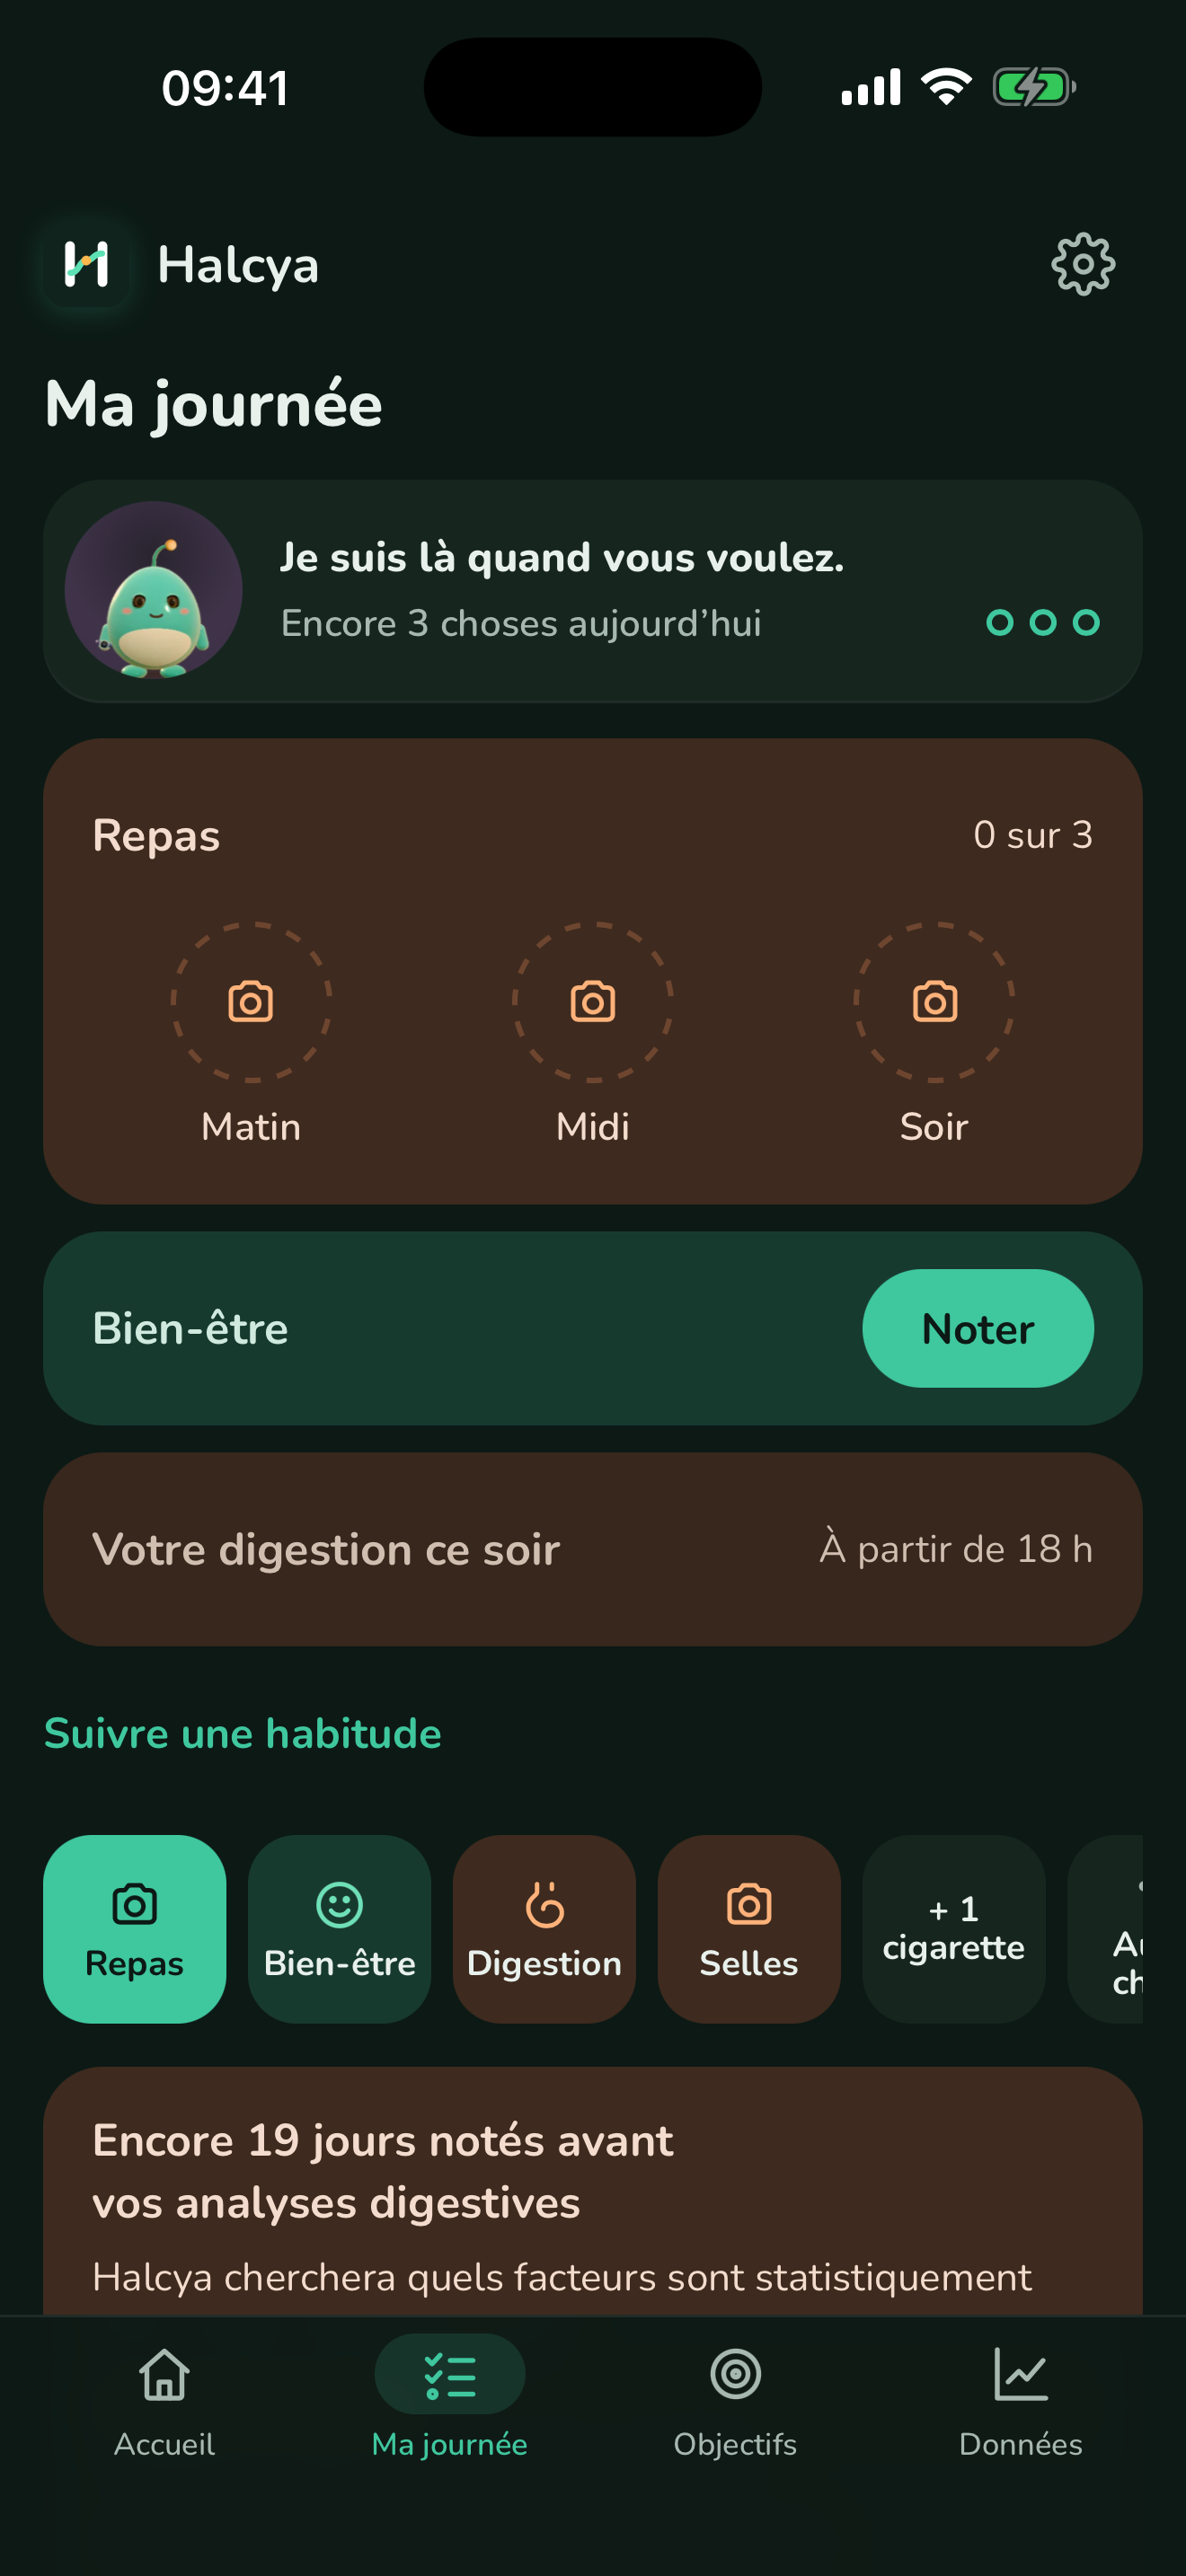 09:41
Halcya
Ma journée
Je suis là quand vous voulez.
Encore 3 choses aujourd’hui
Repas
0 sur 3
Matin
Midi
Soir
Bien-être
Noter
Votre digestion ce soir
À partir de 18 h
Suivre une habitude
Repas
Bien-être
Digestion
Selles
+ 1
cigarette
Encore 19 jours notés avant
vos analyses digestives
Halcya cherchera quels facteurs sont statistiquement
Accueil
Ma journée
Objectifs
Données